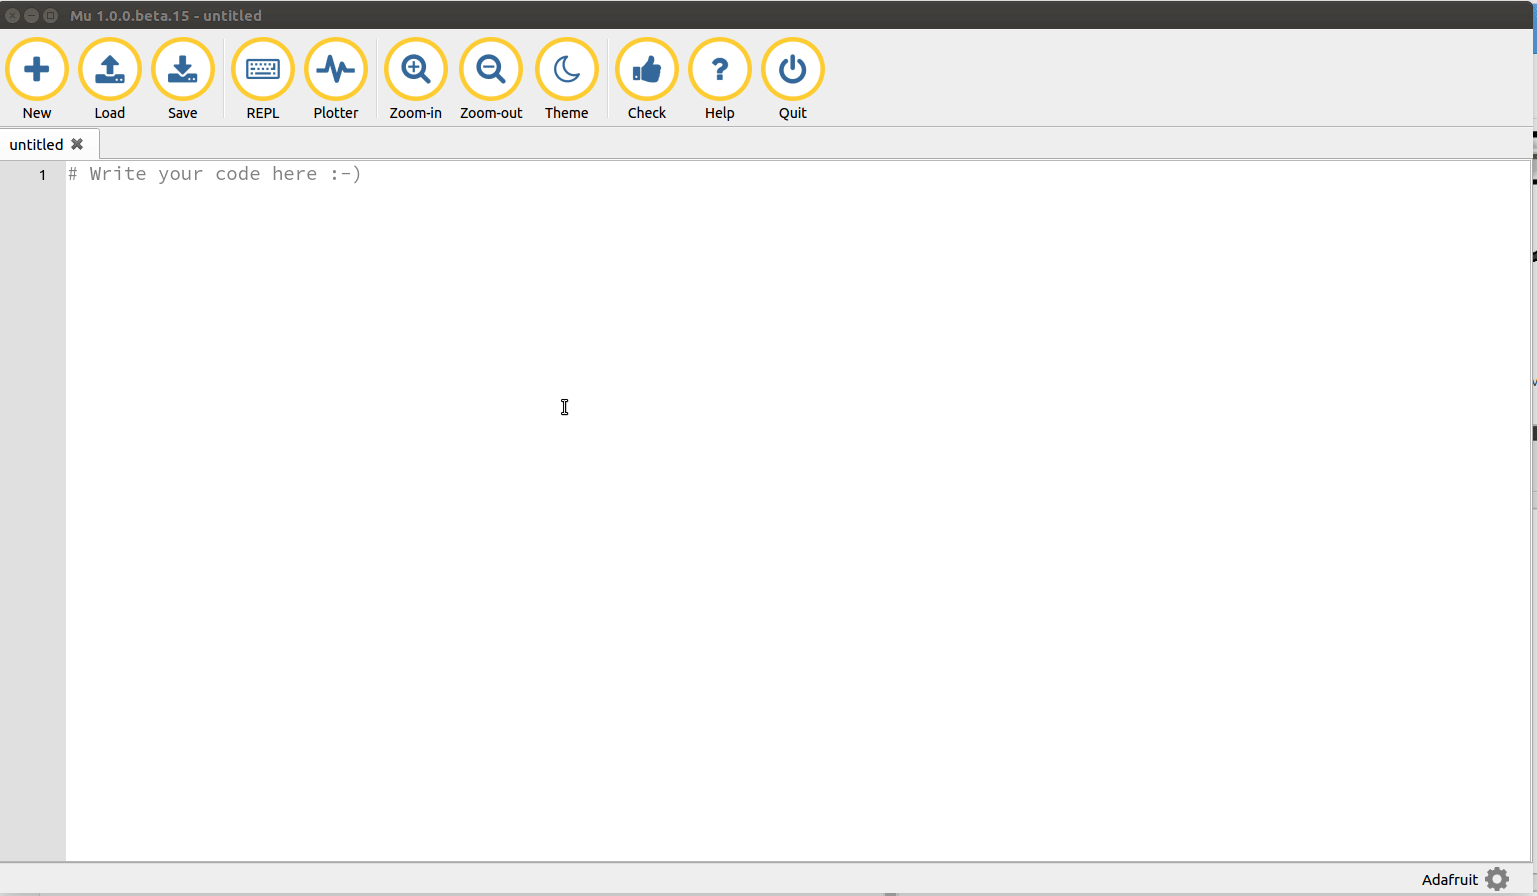 Mu 1.0.0.beta.15 - untitled
New Load Save REPL Plotter Zoom-in Zoom-out Theme Check Help Quit
untitled
1 # Write your code here :-)
Adafruit